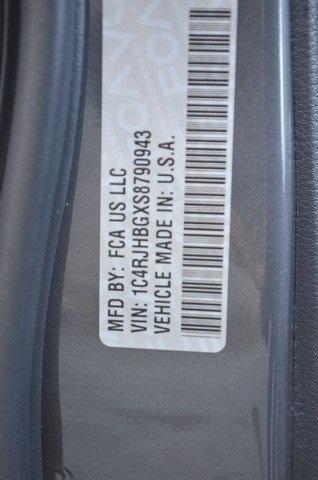 MFD BY: FCA US LLC
VIN: 1C4RJHBGXS8790943
VEHICLE MADE IN: U.S.A.